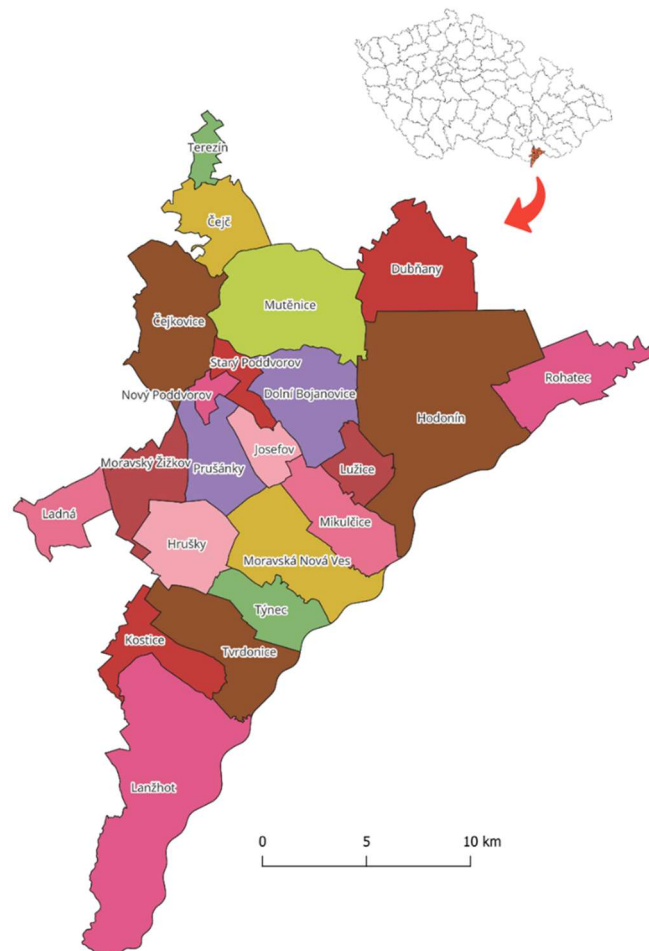 Terezín
Čejč
Dubňany
Mutěnice
Čejkovice
Starý Poddvorov
Rohatec
Nový Poddvorov
Dolní Bojanovice
Hodonín
Josefov
Moravský Žižkov
Prušánky
Lužice
Ladná
Mikulčice
Hrušky
Moravská Nová Ves
Týnec
Kostice
Tvrdonice
Lanžhot
0 5 10 km